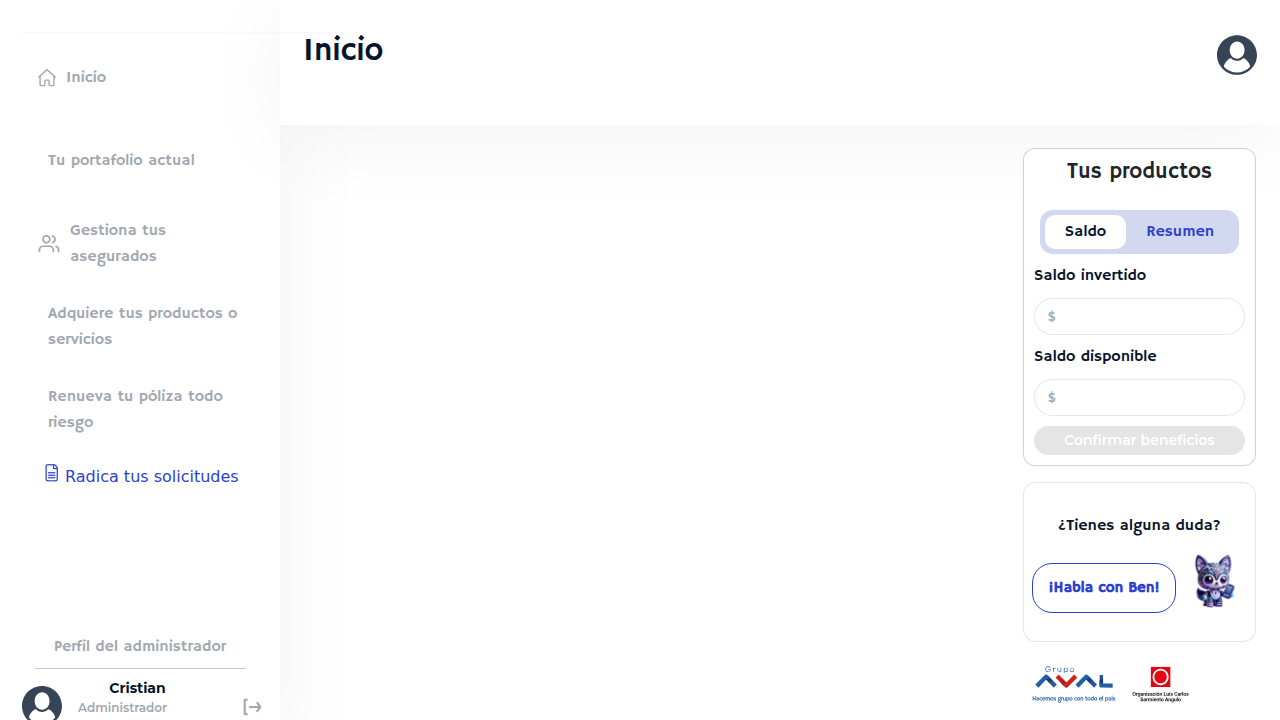 Inicio
Inicio
Tu portafolio actual
Gestiona tus
asegurados
Adquiere tus productos o
servicios
Renueva tu póliza todo
riesgo
Radica tus solicitudes
Perfil del administrador
Cristian
Administrador
Tus productos
Saldo
Resumen
Saldo invertido
$
Saldo disponible
$
Confirmar beneficios
¿Tienes alguna duda?
¡Habla con Ben!
Grupo
AVAL
Hacemos grupo con todo el país
Organización Luis Carlos
Sarmiento Angulo